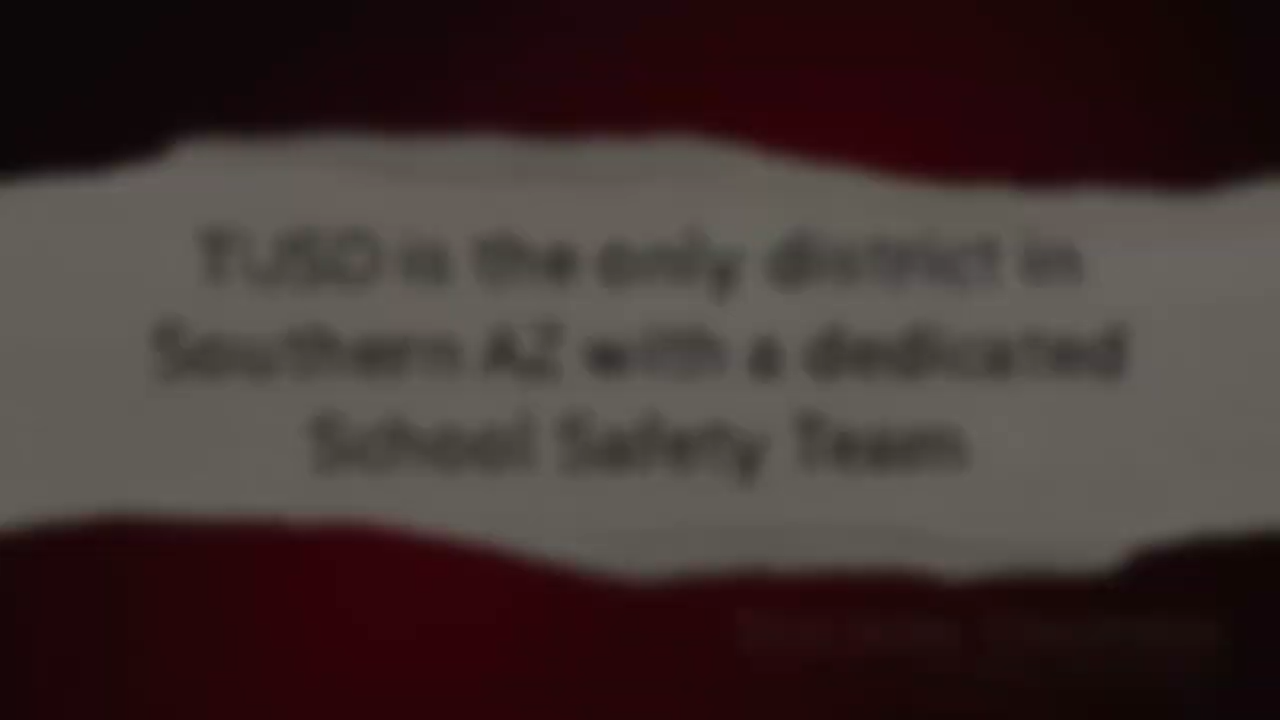 TUSD is the only district in
Southern AZ with a dedicated
School Safety Team